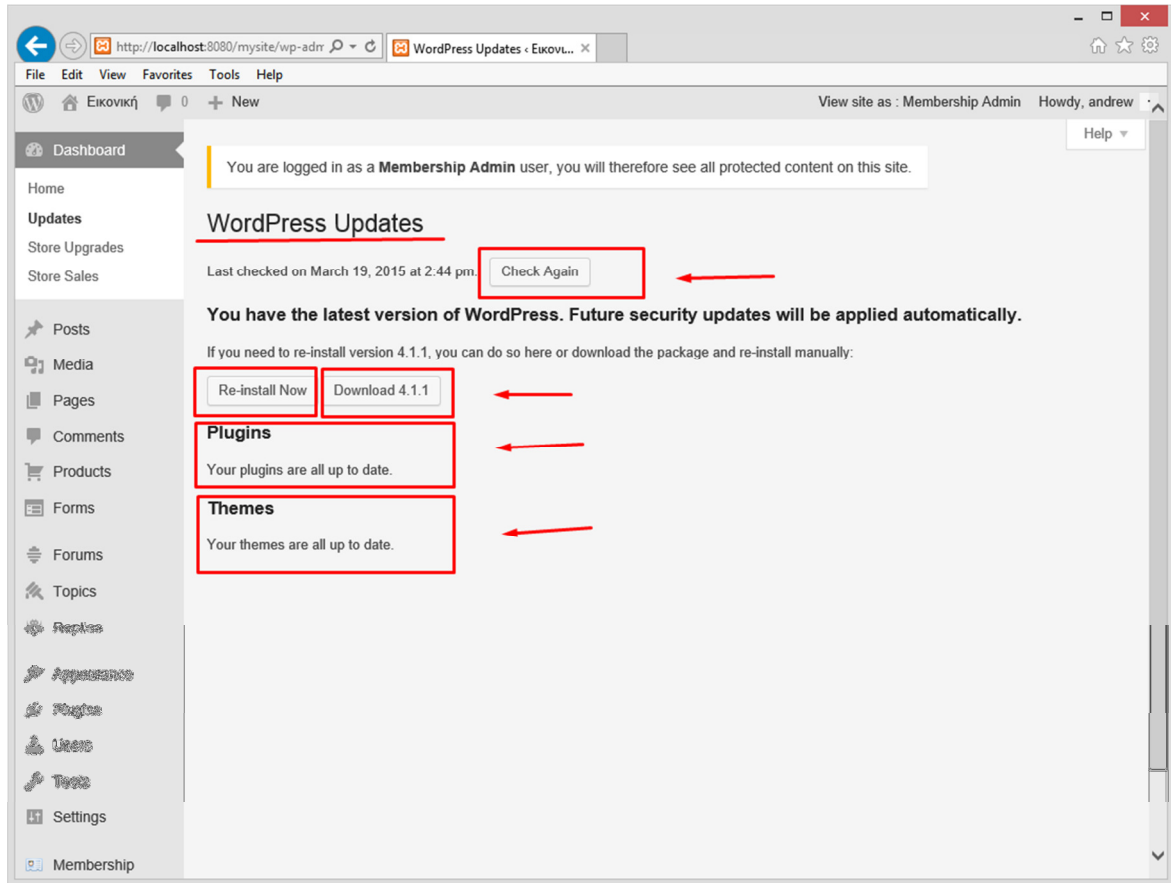 http://localhost:8080/mysite/wp-adm
WordPress Updates ‹ Εικονι...
File Edit View Favorites Tools Help
Εικονική 0 + New View site as : Membership Admin Howdy, andrew
Help
Dashboard
Home
Updates
Store Upgrades
Store Sales
Posts
Media
Pages
Comments
Products
Forms
Forums
Topics
Replies
Appearance
Plugins
Users
Tools
Settings
Membership
You are logged in as a Membership Admin user, you will therefore see all protected content on this site.
WordPress Updates
Last checked on March 19, 2015 at 2:44 pm. Check Again
You have the latest version of WordPress. Future security updates will be applied automatically.
If you need to re-install version 4.1.1, you can do so here or download the package and re-install manually:
Re-install Now Download 4.1.1
Plugins
Your plugins are all up to date.
Themes
Your themes are all up to date.